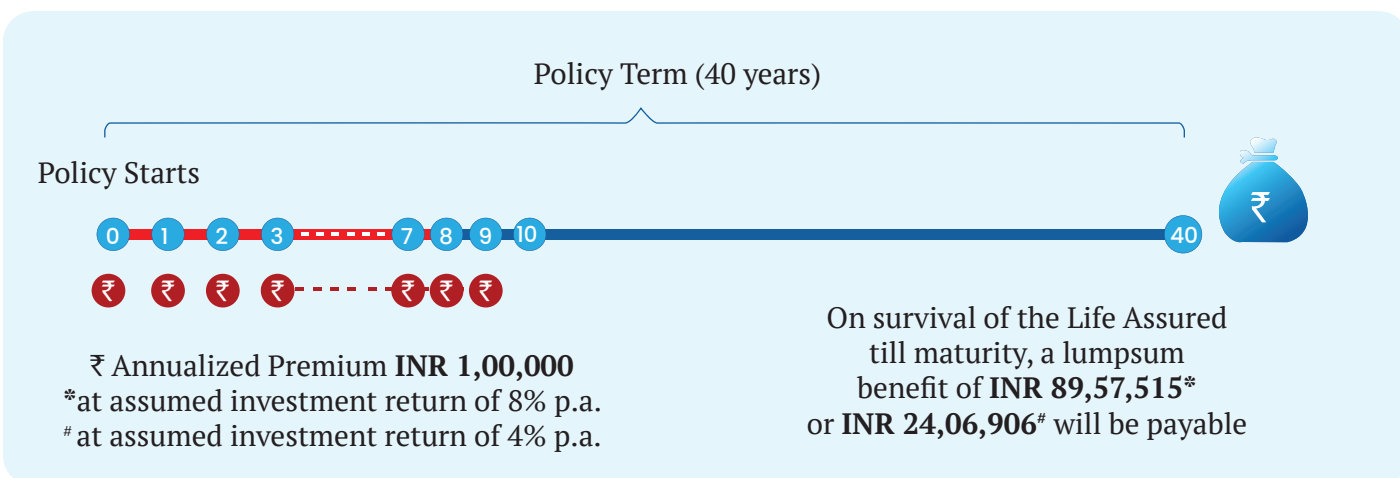 Policy Term (40 years)
Policy Starts
0 1 2 3 7 8 9 10 40
₹
₹ ₹ ₹ ₹ ₹ ₹ ₹
₹ Annualized Premium INR 1,00,000
*at assumed investment return of 8% p.a.
# at assumed investment return of 4% p.a.
On survival of the Life Assured
till maturity, a lumpsum
benefit of INR 89,57,515*
or INR 24,06,906# will be payable